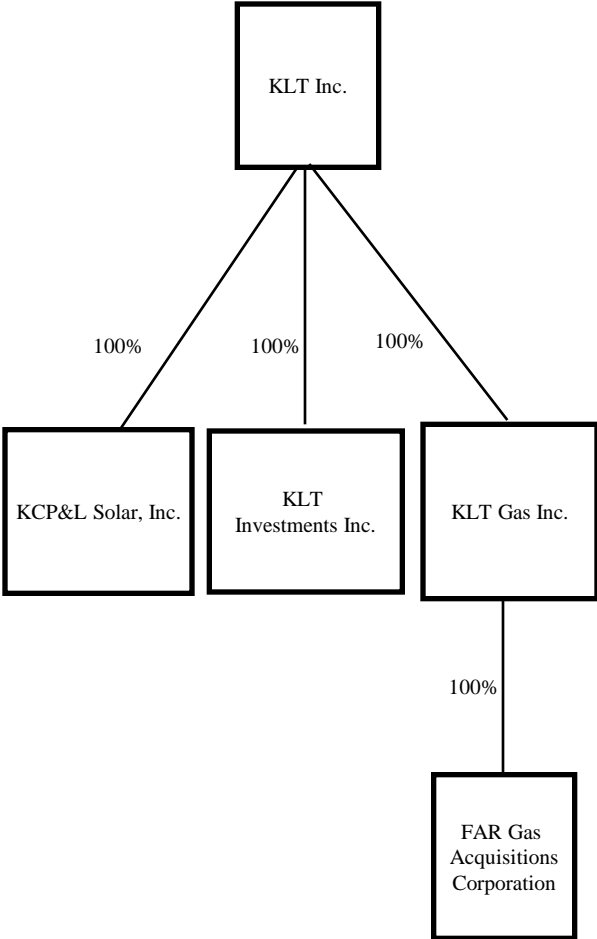 KLT Inc.
100%
100%
100%
KCP&L Solar, Inc.
KLT
Investments Inc.
KLT Gas Inc.
100%
FAR Gas
Acquisitions
Corporation